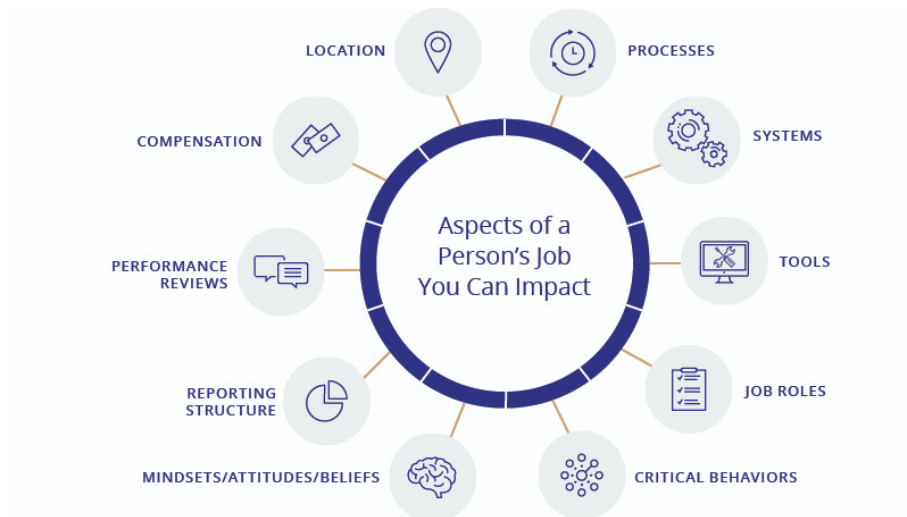 Aspects of a
Person’s Job
You Can Impact
PROCESSES
SYSTEMS
TOOLS
JOB ROLES
CRITICAL BEHAVIORS
MINDSETS/ATTITUDES/BELIEFS
REPORTING
STRUCTURE
PERFORMANCE
REVIEWS
COMPENSATION
LOCATION